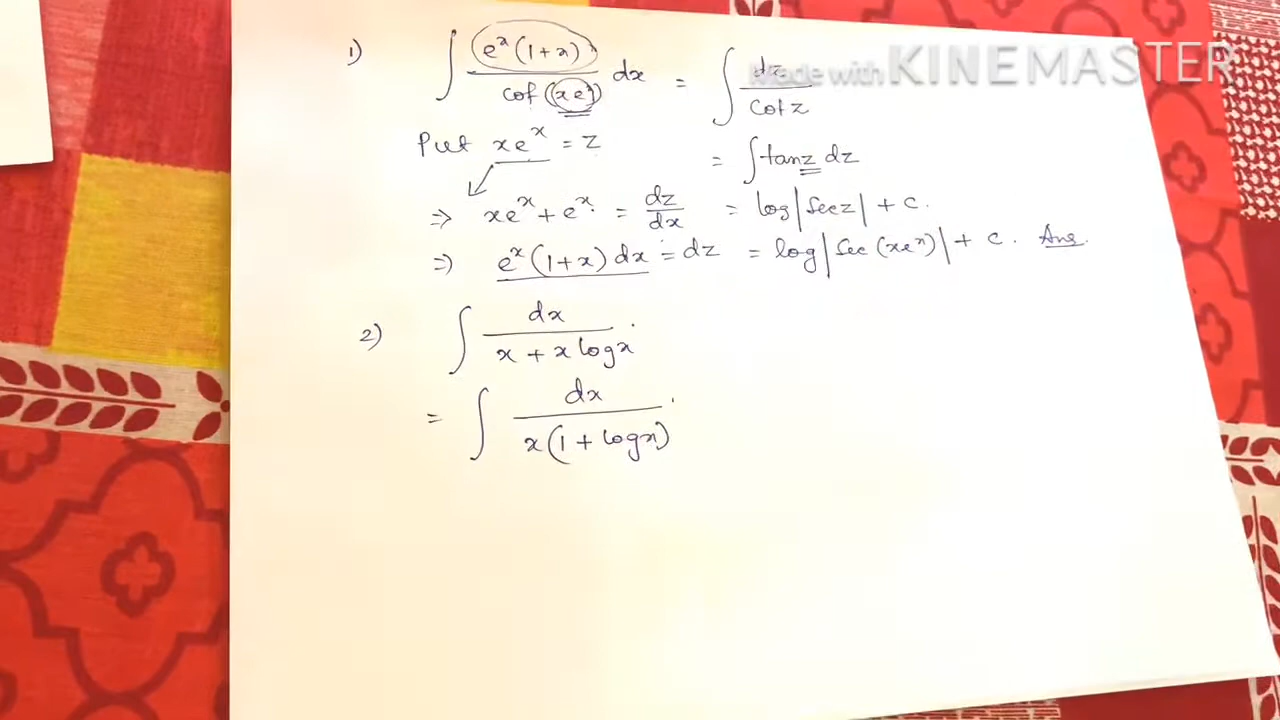 1) ∫ e^x(1+x) / cot(xe^x) dx = ∫ dz / cot z
Put xe^x = z
= ∫ tan z dz
⇒ xe^x + e^x = dz/dx = log|sec z| + c.
⇒ e^x(1+x) dx = dz = log|sec(xe^x)| + c. Ans.
2) ∫ dx / x + x log x
= ∫ dx / x(1 + log x)
Made with KINEMASTER